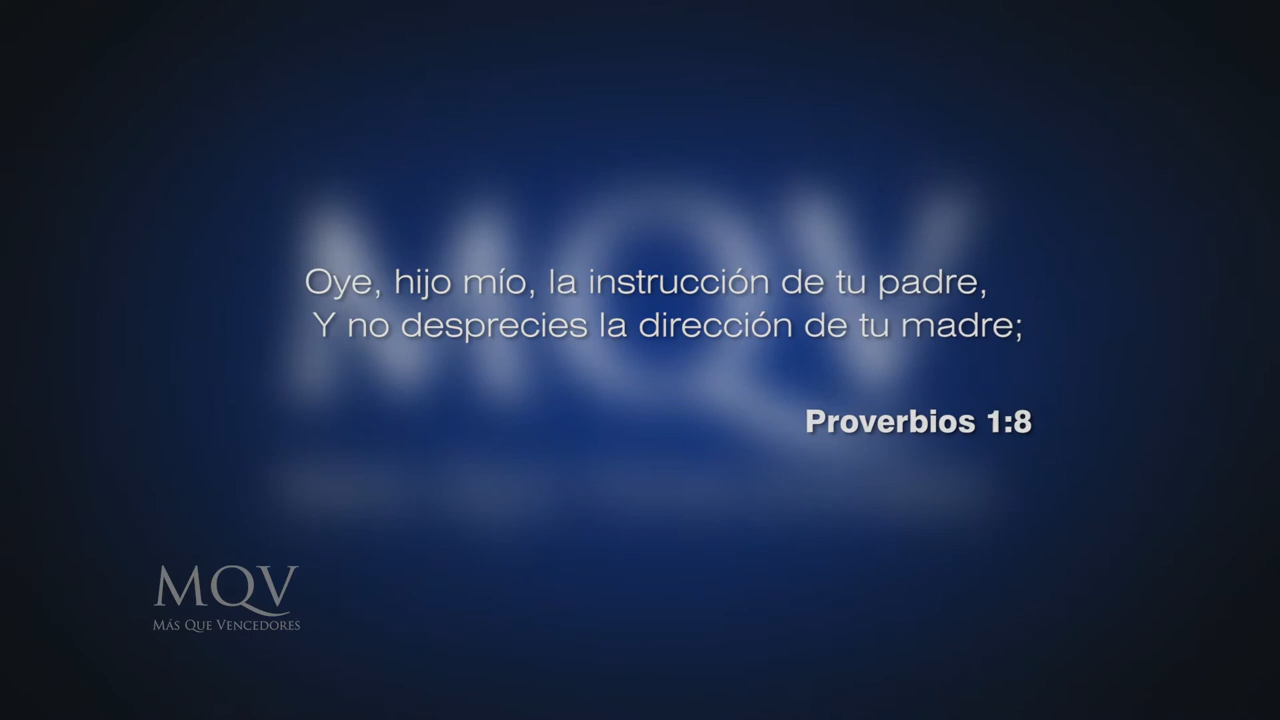 Oye, hijo mío, la instrucción de tu padre,
Y no desprecies la dirección de tu madre;
Proverbios 1:8
MQV
MQV
MÁS QUE VENCEDORES